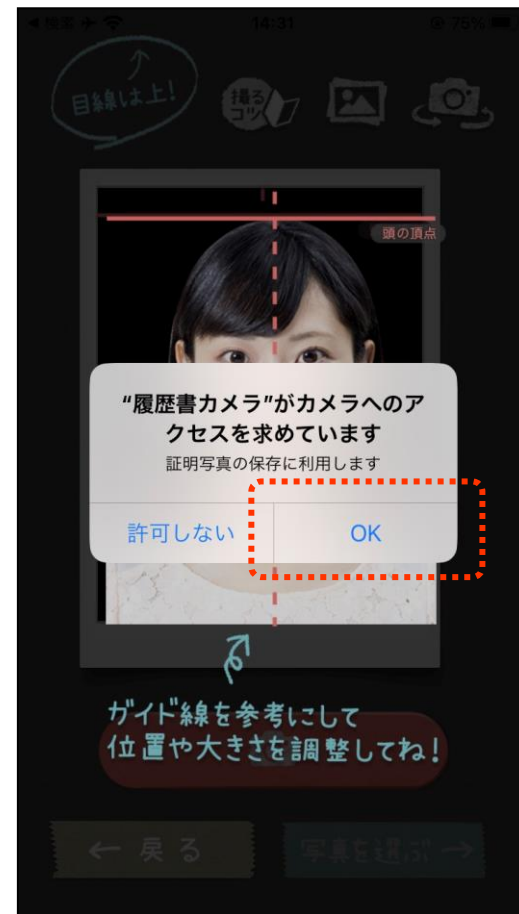 ◀検索
14:31
75%
目線は上!
撮る
コツ
頭の頂点
“履歴書カメラ”がカメラへのア
クセスを求めています
証明写真の保存に利用します
許可しない
OK
ガイド線を参考にして
位置や大きさを調整してね!
← 戻る
写真を選ぶ →